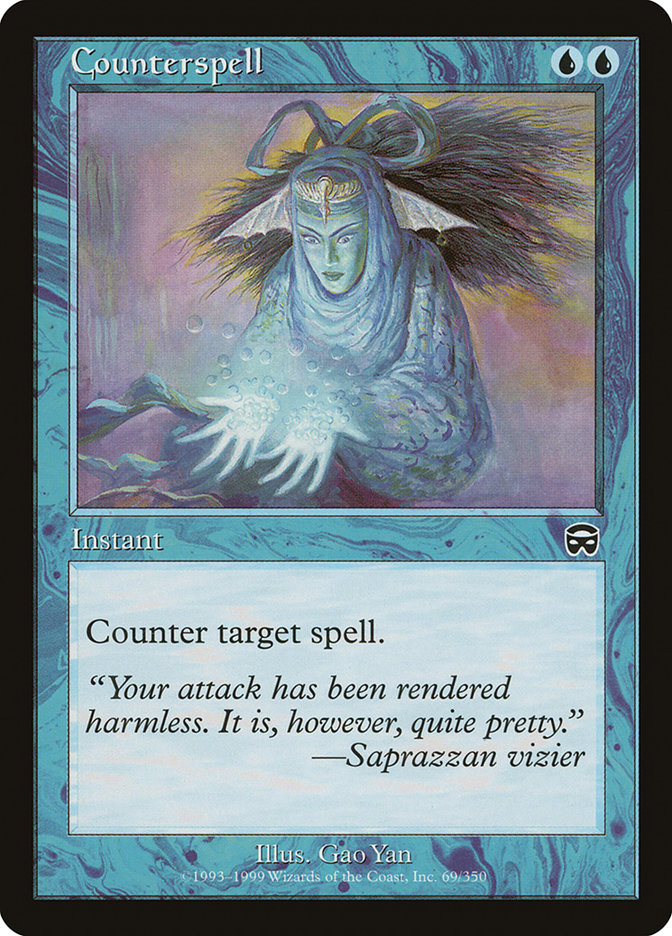 Counterspell
Instant
Counter target spell.
“Your attack has been rendered
harmless. It is, however, quite pretty.”
—Saprazzan vizier
Illus. Gao Yan
©1993–1999 Wizards of the Coast, Inc. 69/350